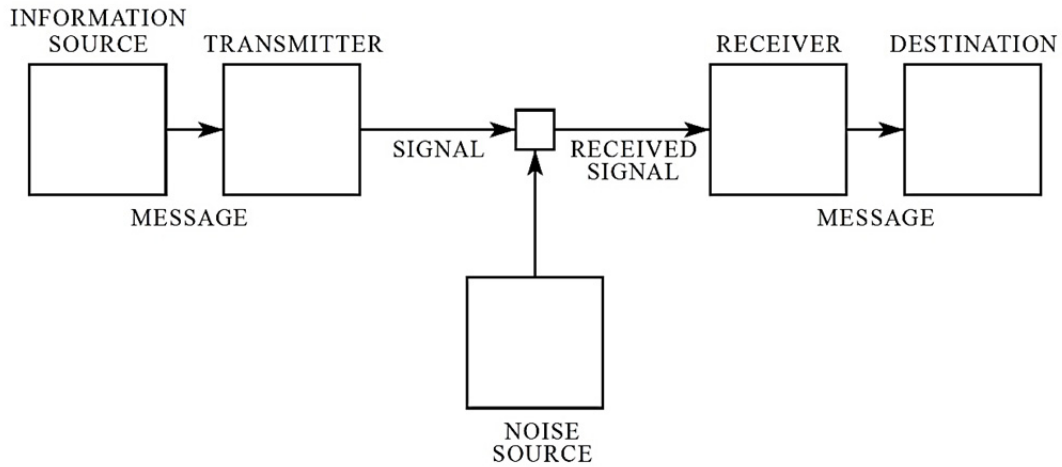 INFORMATION
SOURCE
TRANSMITTER
RECEIVER
DESTINATION
SIGNAL
RECEIVED
SIGNAL
MESSAGE
MESSAGE
NOISE
SOURCE